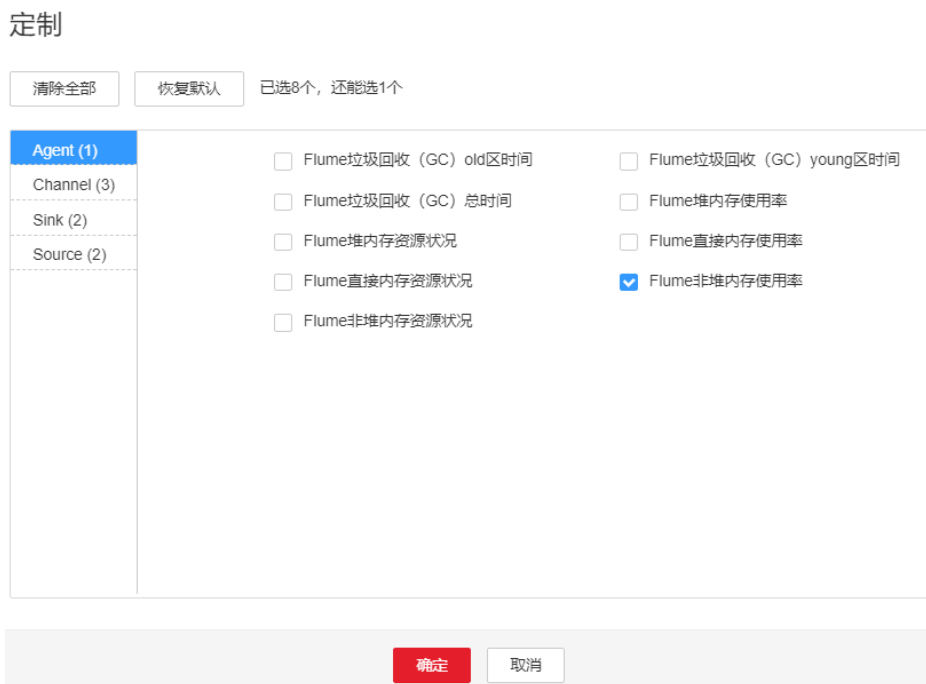 定制
清除全部 恢复默认 已选8个，还能选1个
Agent (1)
Channel (3)
Sink (2)
Source (2)
Flume垃圾回收（GC）old区时间 Flume垃圾回收（GC）young区时间
Flume垃圾回收（GC）总时间 Flume堆内存使用率
Flume堆内存资源状况 Flume直接内存使用率
Flume直接内存资源状况 Flume非堆内存使用率
Flume非堆内存资源状况
确定 取消